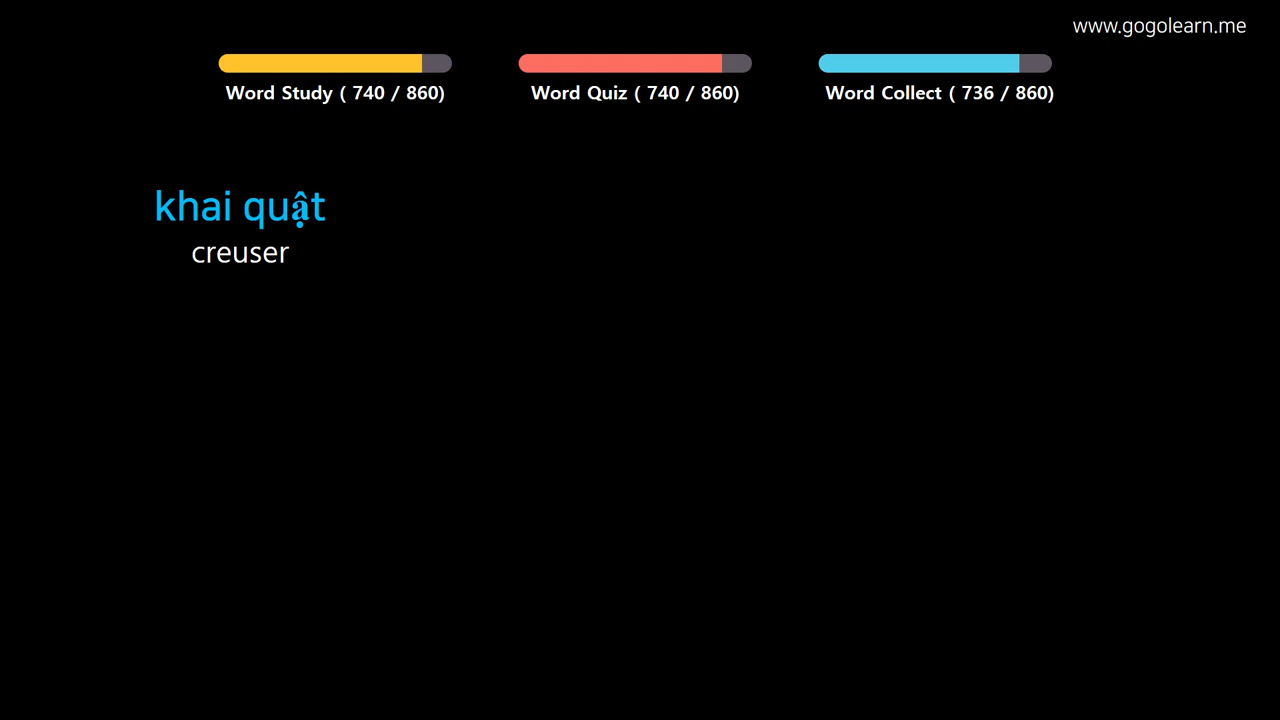 www.gogolearn.me
Word Study ( 740 / 860)
Word Quiz ( 740 / 860)
Word Collect ( 736 / 860)
khai quật
creuser